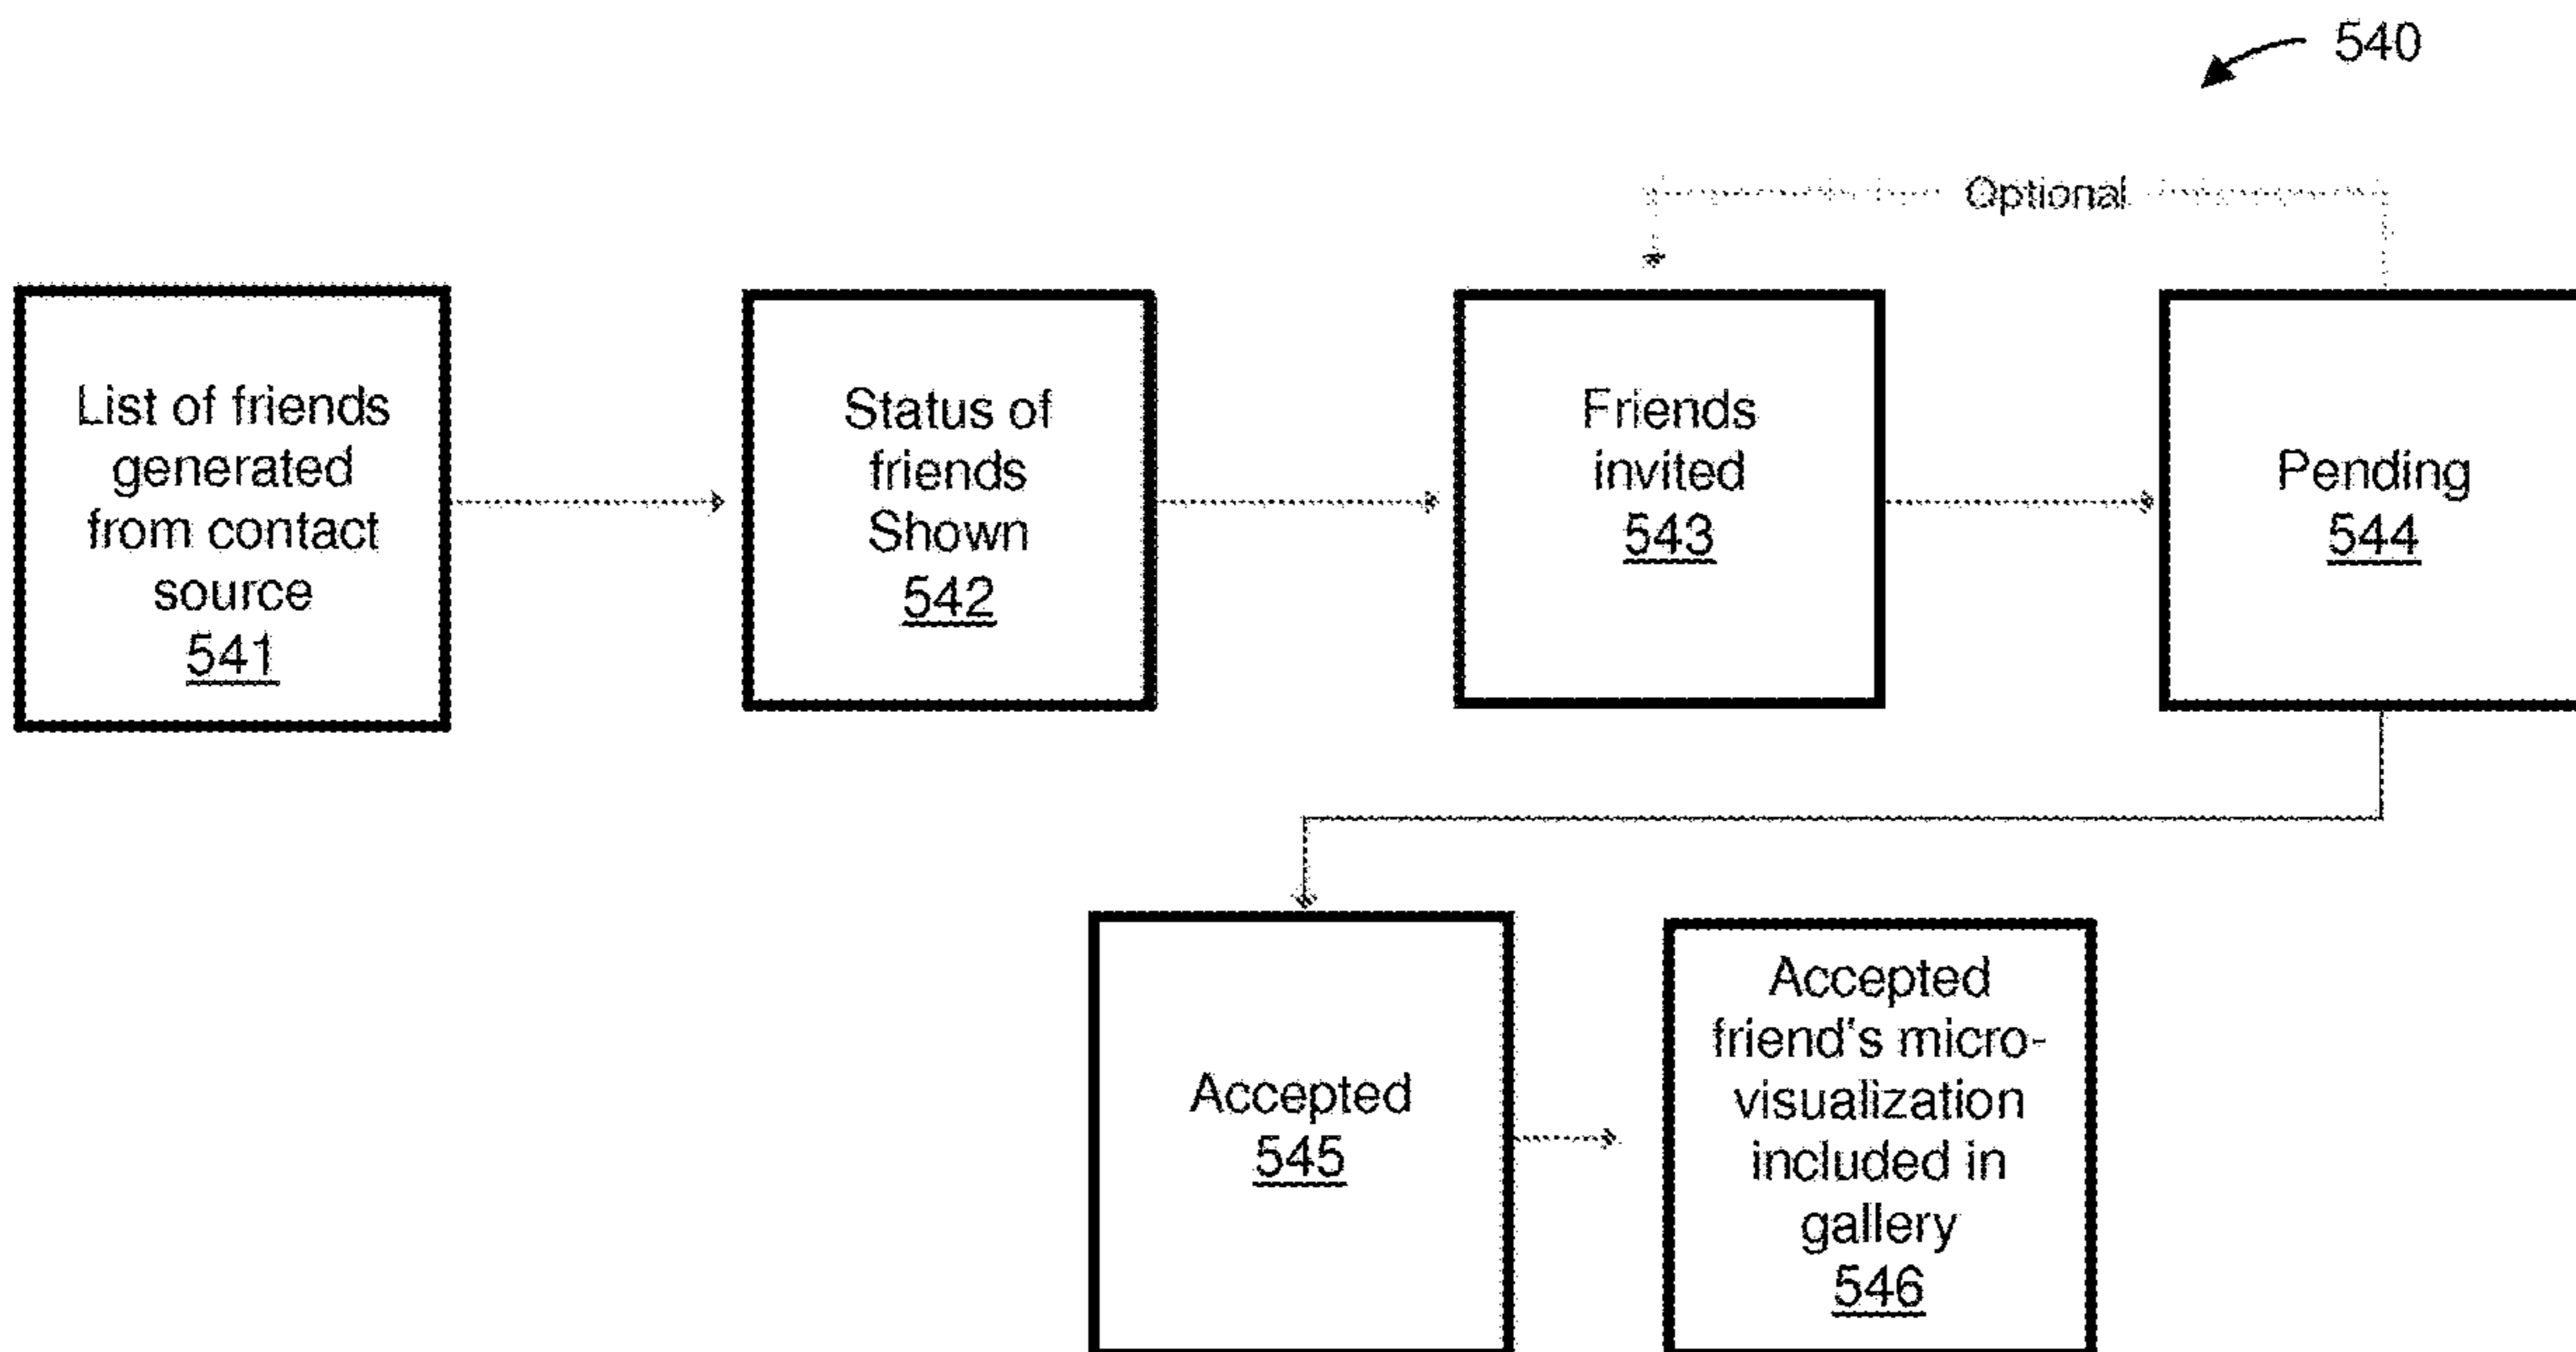 540
Optional
List of friends
generated
from contact
source
541
Status of
friends
Shown
542
Friends
invited
543
Pending
544
Accepted
545
Accepted
friend's micro-
visualization
included in
gallery
546